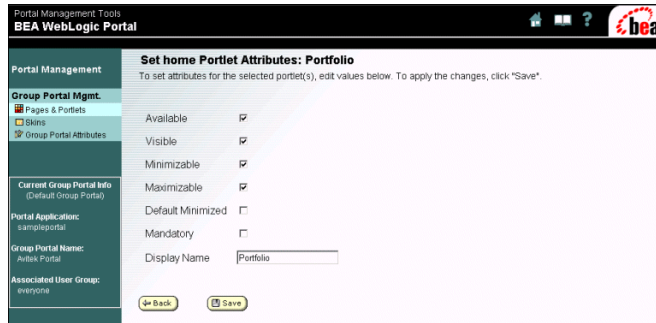 Portal Management Tools
BEA WebLogic Portal
?
bea
Portal Management
Group Portal Mgmt.
Pages & Portlets
Skins
Group Portal Attributes
Current Group Portal Info
(Default Group Portal)
Portal Application:
sampleportal
Group Portal Name:
Avitek Portal
Associated User Group:
everyone
Set home Portlet Attributes: Portfolio
To set attributes for the selected portlet(s), edit values below. To apply the changes, click "Save".
Available
Visible
Minimizable
Maximizable
Default Minimized
Mandatory
Display Name Portfolio
Back Save